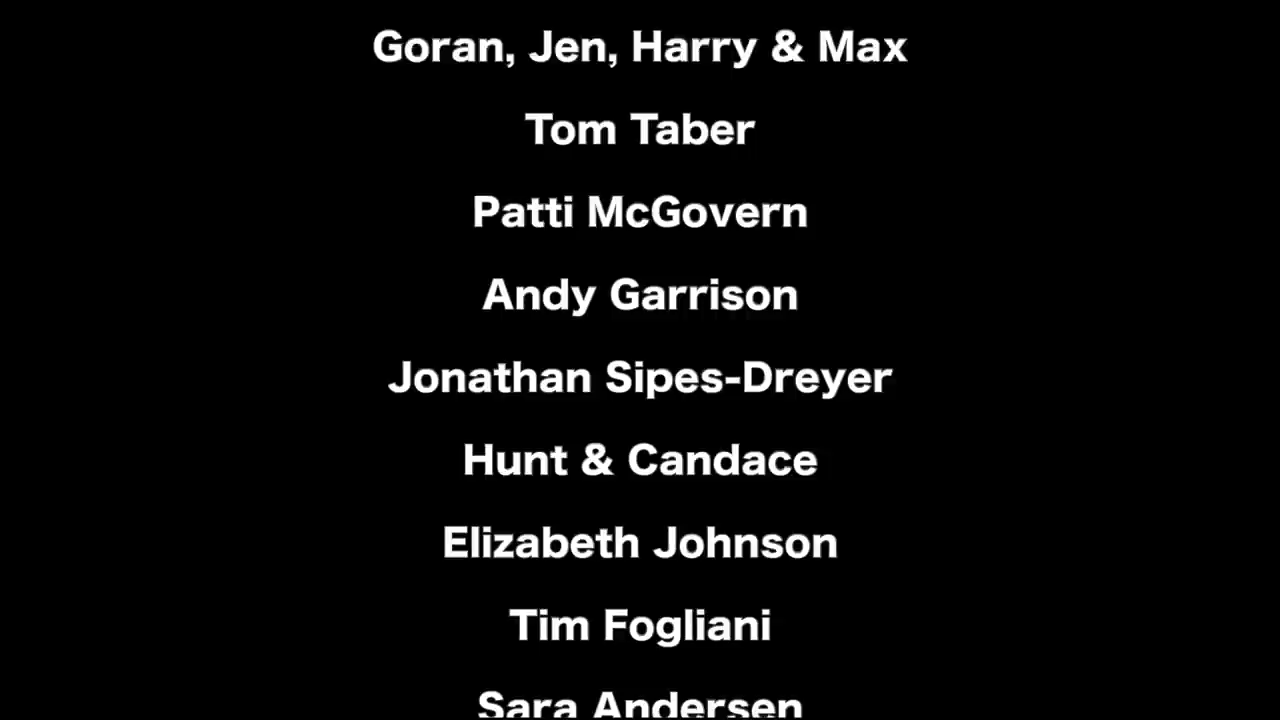 Goran, Jen, Harry & Max
Tom Taber
Patti McGovern
Andy Garrison
Jonathan Sipes-Dreyer
Hunt & Candace
Elizabeth Johnson
Tim Fogliani
Sara Andersen